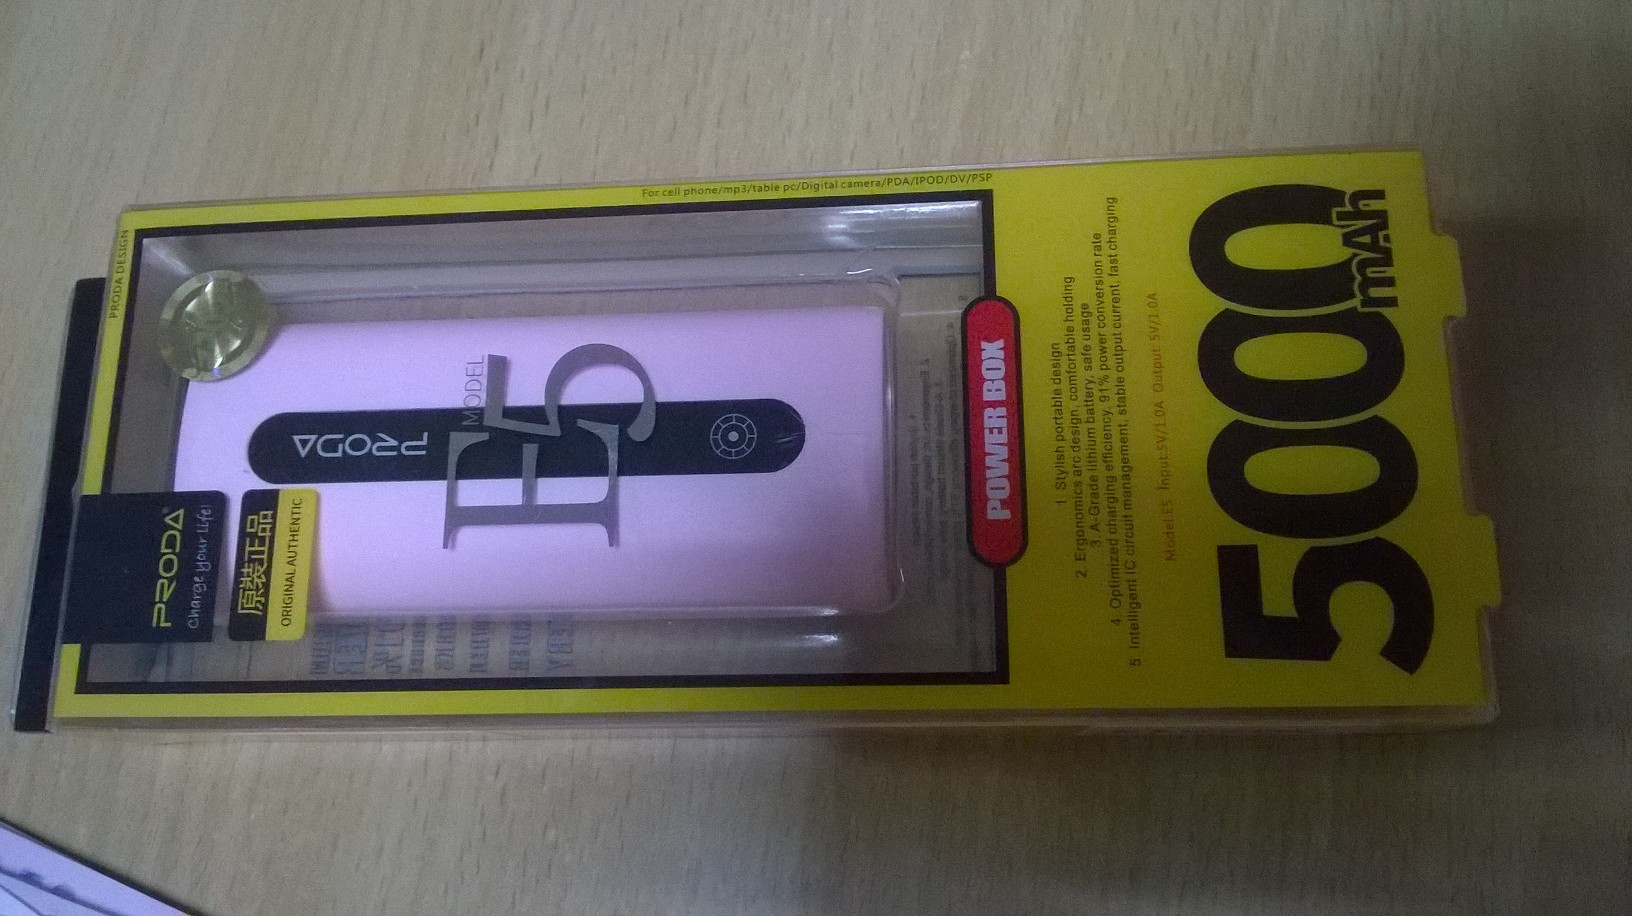 PRODA DESIGN
For cell phone/mp3/table pc/Digital camera/PDA/IPOD/DV/PSP
PRODA
Charge your Life!
原裝正品
ORIGINAL AUTHENTIC
PRODA
MODEL
E5
POWER BOX
1. Stylish portable design
2. Ergonomics arc design, comfortable holding
3. A-Grade lithium battery, safe usage
4. Optimized charging efficiency, 91% power conversion rate
5. Intelligent IC circuit management, stable output current, fast charging
Model:E5 Input:5V/1.0A Output:5V/1.0A
5000
mAh